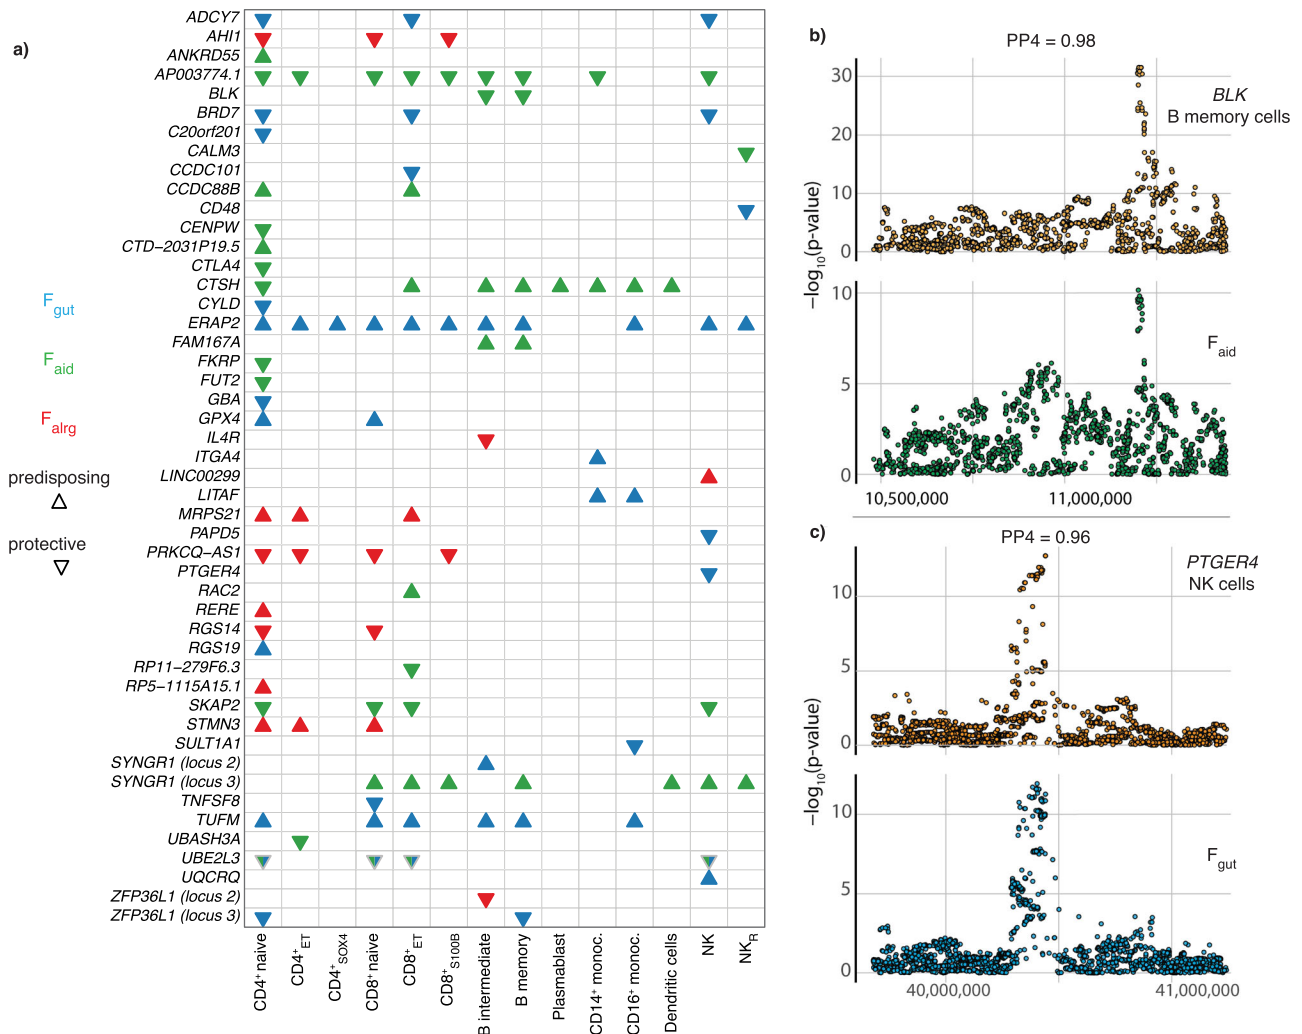 a)
ADCY7
AHI1
ANKRD55
AP003774.1
BLK
BRD7
C20orf201
CALM3
CCDC101
CCDC88B
CD48
CENPW
CTD−2031P19.5
CTLA4
CTSH
CYLD
ERAP2
FAM167A
FKRP
FUT2
GBA
GPX4
IL4R
ITGA4
LINC00299
LITAF
MRPS21
PAPD5
PRKCQ−AS1
PTGER4
RAC2
RERE
RGS14
RGS19
RP11−279F6.3
RP5−1115A15.1
SKAP2
STMN3
SULT1A1
SYNGR1 (locus 2)
SYNGR1 (locus 3)
TNFSF8
TUFM
UBASH3A
UBE2L3
UQCRQ
ZFP36L1 (locus 2)
ZFP36L1 (locus 3)
Fgut
Faid
Falrg
predisposing
protective
CD4+ naive
CD4+ET
CD4+SOX4
CD8+ naive
CD8+ET
CD8+S100B
B intermediate
B memory
Plasmablast
CD14+ monoc.
CD16+ monoc.
Dendritic cells
NK
NKR
b)
PP4 = 0.98
BLK
B memory cells
30
20
10
0
−log10(p-value)
Faid
10
5
0
10,500,000 11,000,000
c)
PP4 = 0.96
PTGER4
NK cells
10
5
0
−log10(p-value)
Fgut
10
5
0
40,000,000 41,000,000